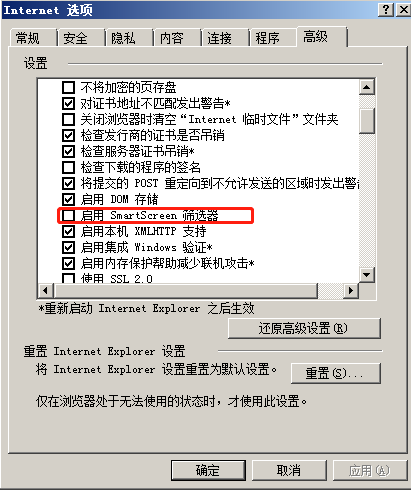 Internet 选项
常规 安全 隐私 内容 连接 程序 高级
设置
不将加密的页存盘
对证书地址不匹配发出警告*
关闭浏览器时清空“Internet 临时文件”文件夹
检查发行商的证书是否吊销
检查服务器证书吊销*
检查下载的程序的签名
将提交的 POST 重定向到不允许发送的区域时发出警告
启用 DOM 存储
启用 SmartScreen 筛选器
启用本机 XMLHTTP 支持
启用集成 Windows 验证*
启用内存保护帮助减少联机攻击*
使用 SSL 2.0
*重新启动 Internet Explorer 之后生效
还原高级设置(R)
重置 Internet Explorer 设置
将 Internet Explorer 设置重置为默认设置。
重置(S)...
仅在浏览器处于无法使用的状态时，才使用此设置。
确定 取消 应用(A)